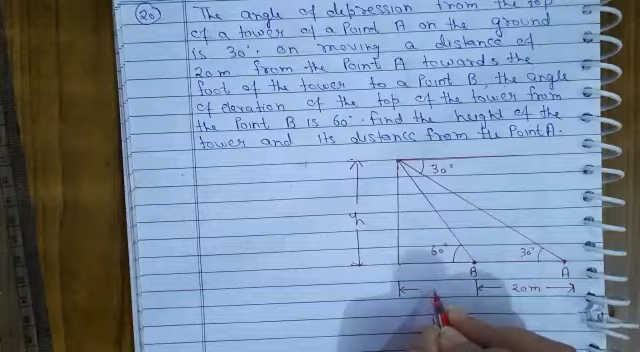 20
The angle of depression from the top
of a tower of a Point A on the ground
is 30°. on moving a distance of
20m from the Point A towards the
foot of the tower to a Point B, the angle
of elevation of the top of the tower from
the Point B is 60°. find the height of the
tower and its distance from the Point A.
30°
h
60° 30°
B A
20m